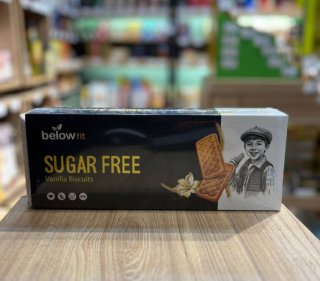 belowfit
SUGAR FREE
Vanilla Biscuits